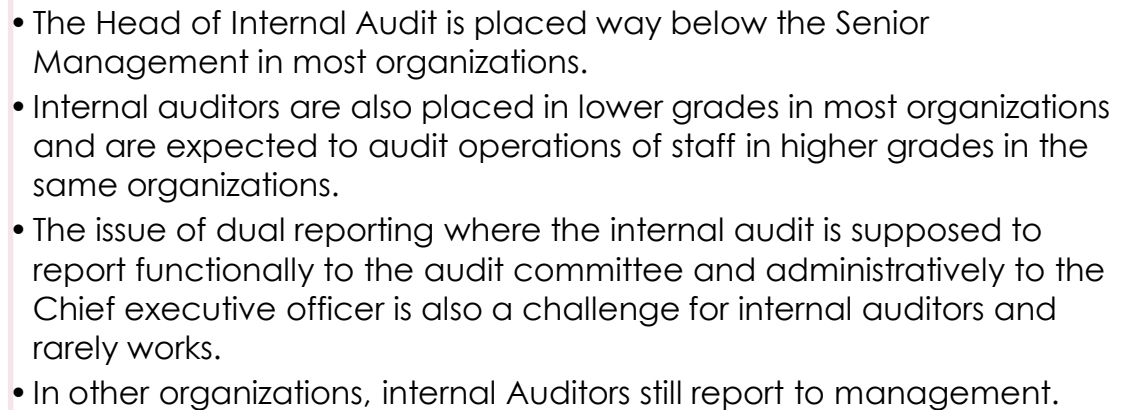 • The Head of Internal Audit is placed way below the Senior
Management in most organizations.
• Internal auditors are also placed in lower grades in most organizations
and are expected to audit operations of staff in higher grades in the
same organizations.
• The issue of dual reporting where the internal audit is supposed to
report functionally to the audit committee and administratively to the
Chief executive officer is also a challenge for internal auditors and
rarely works.
• In other organizations, internal Auditors still report to management.